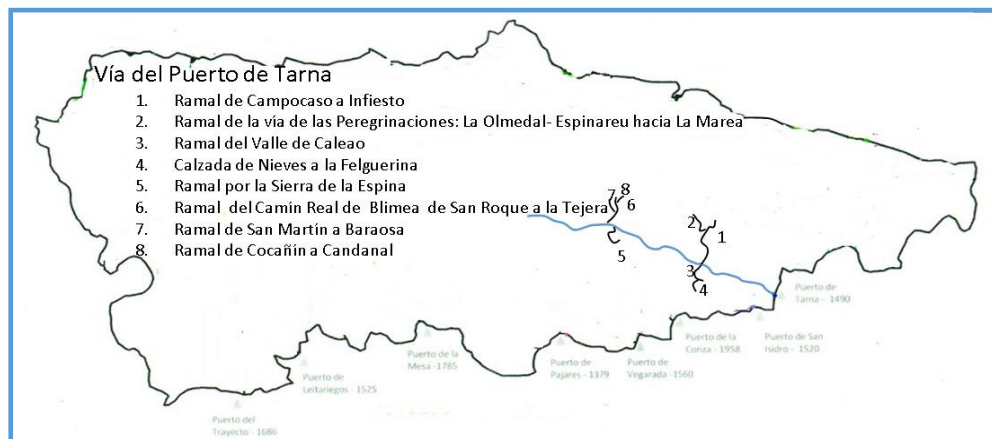 Vía del Puerto de Tarna
1. Ramal de Campocaso a Infiesto
2. Ramal de la vía de las Peregrinaciones: La Olmedal- Espinareu hacia La Marea
3. Ramal del Valle de Caleao
4. Calzada de Nieves a la Felguerina
5. Ramal por la Sierra de la Espina
6. Ramal del Camín Real de Blimea de San Roque a la Tejera
7. Ramal de San Martín a Baraosa
8. Ramal de Cocañín a Candanal
7 8
6
5
2
1
3
4
Puerto de
Tarna - 1490
Puerto de San
Isidro - 1520
Puerto de la
Coriza - 1958
Puerto de
Vegarada -1560
Puerto de
Pajares - 1379
Puerto de la
Mesa -1785
Puerto de
Leitariegos - 1525
Puerto del
Trayecto - 1686